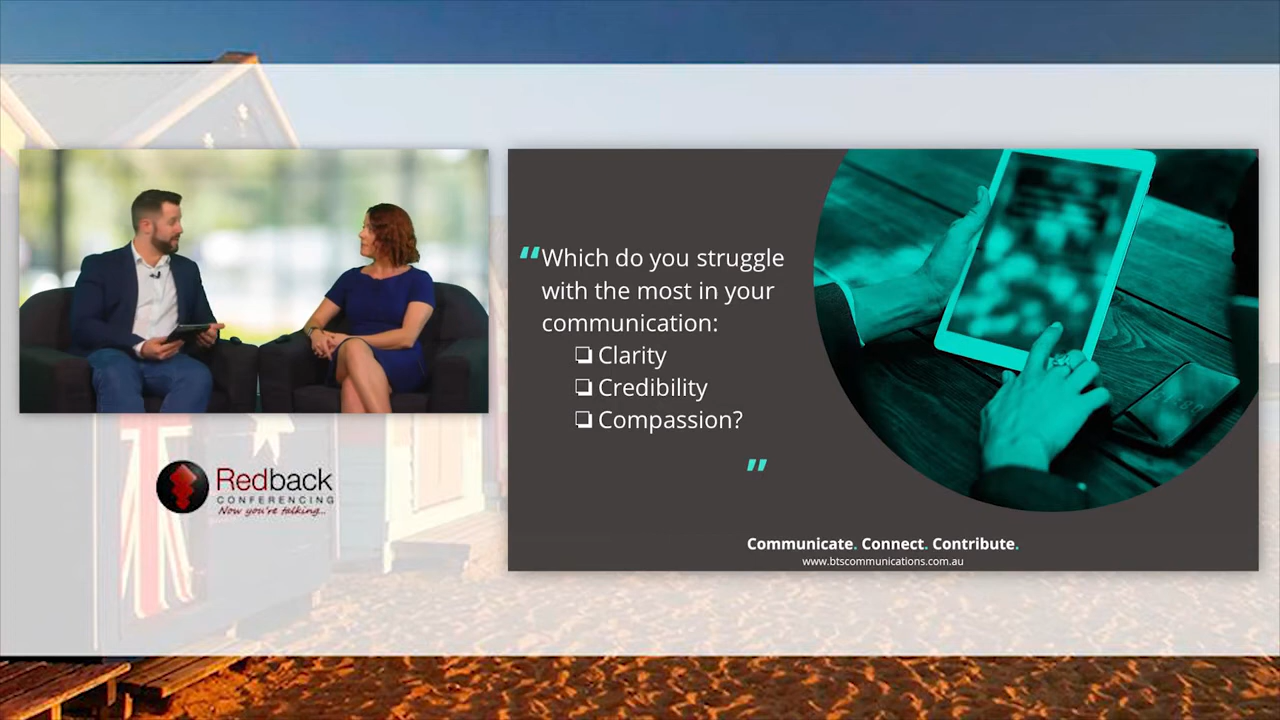 Redback
CONFERENCING
Now you're talking...
“Which do you struggle
with the most in your
communication:
❏ Clarity
❏ Credibility
❏ Compassion?
”
Communicate. Connect. Contribute.
www.btscommunications.com.au